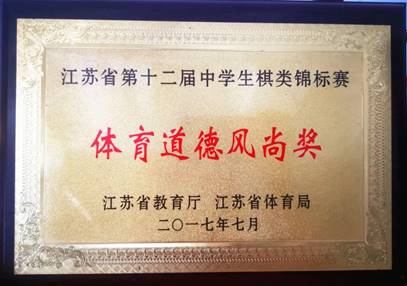 江苏省第十二届中学生棋类锦标赛
体育道德风尚奖
江苏省教育厅 江苏省体育局
二〇一七年七月